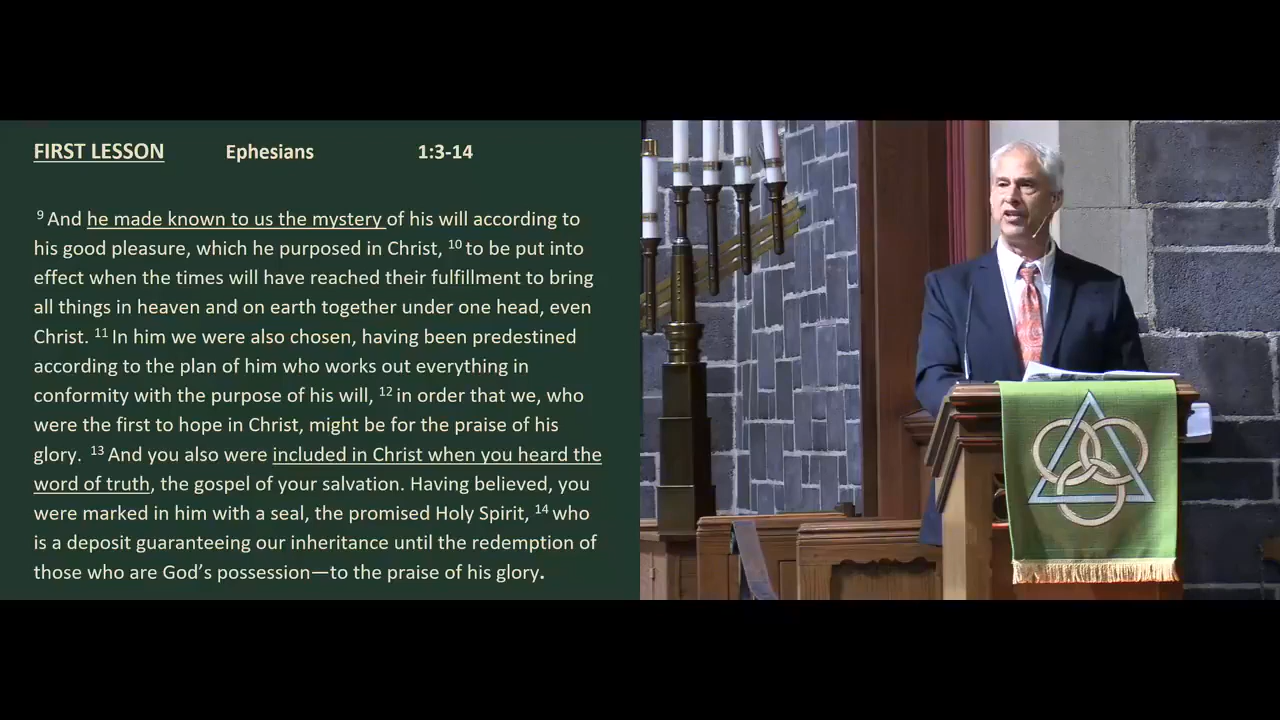 FIRST LESSON Ephesians 1:3-14
9 And he made known to us the mystery of his will according to
his good pleasure, which he purposed in Christ, 10 to be put into
effect when the times will have reached their fulfillment to bring
all things in heaven and on earth together under one head, even
Christ. 11 In him we were also chosen, having been predestined
according to the plan of him who works out everything in
conformity with the purpose of his will, 12 in order that we, who
were the first to hope in Christ, might be for the praise of his
glory. 13 And you also were included in Christ when you heard the
word of truth, the gospel of your salvation. Having believed, you
were marked in him with a seal, the promised Holy Spirit, 14 who
is a deposit guaranteeing our inheritance until the redemption of
those who are God’s possession—to the praise of his glory.